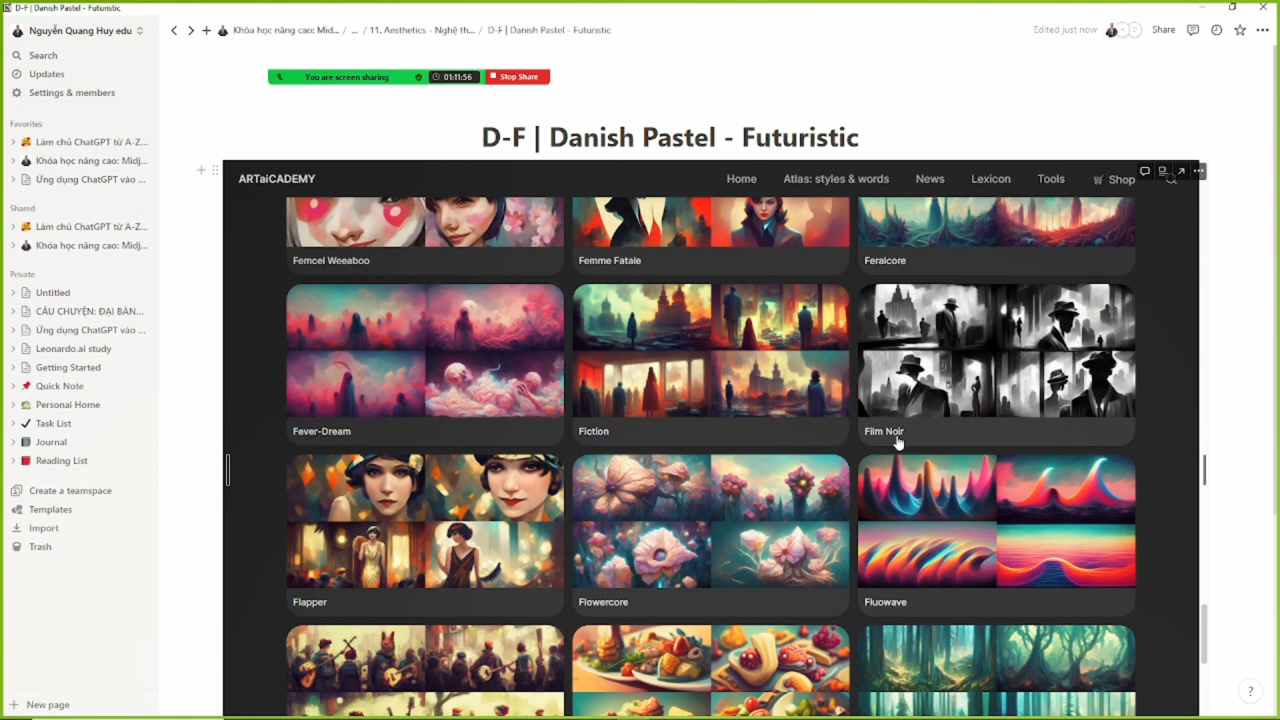 D-F | Danish Pastel - Futuristic
Nguyễn Quang Huy edu
Khóa học nâng cao: Mid... / ... / 11. Aesthetics - Nghệ th... / D-F | Danish Pastel - Futuristic
Edited just now
Share
Search
Updates
Settings & members
You are screen sharing
01:11:56
Stop Share
Favorites
Làm chủ ChatGPT từ A-Z...
Khóa học nâng cao: Midj...
Ứng dụng ChatGPT vào ...
Shared
Làm chủ ChatGPT từ A-Z...
Khóa học nâng cao: Midj...
Private
Untitled
CÂU CHUYỆN: ĐẠI BÀN...
Ứng dụng ChatGPT vào ...
Leonardo.ai study
Getting Started
Quick Note
Personal Home
Task List
Journal
Reading List
Create a teamspace
Templates
Import
Trash
New page
D-F | Danish Pastel - Futuristic
ARTaiCADEMY
Home
Atlas: styles & words
News
Lexicon
Tools
Shop
Femcel Weeaboo
Femme Fatale
Feralcore
Fever-Dream
Fiction
Film Noir
Flapper
Flowercore
Fluowave
?